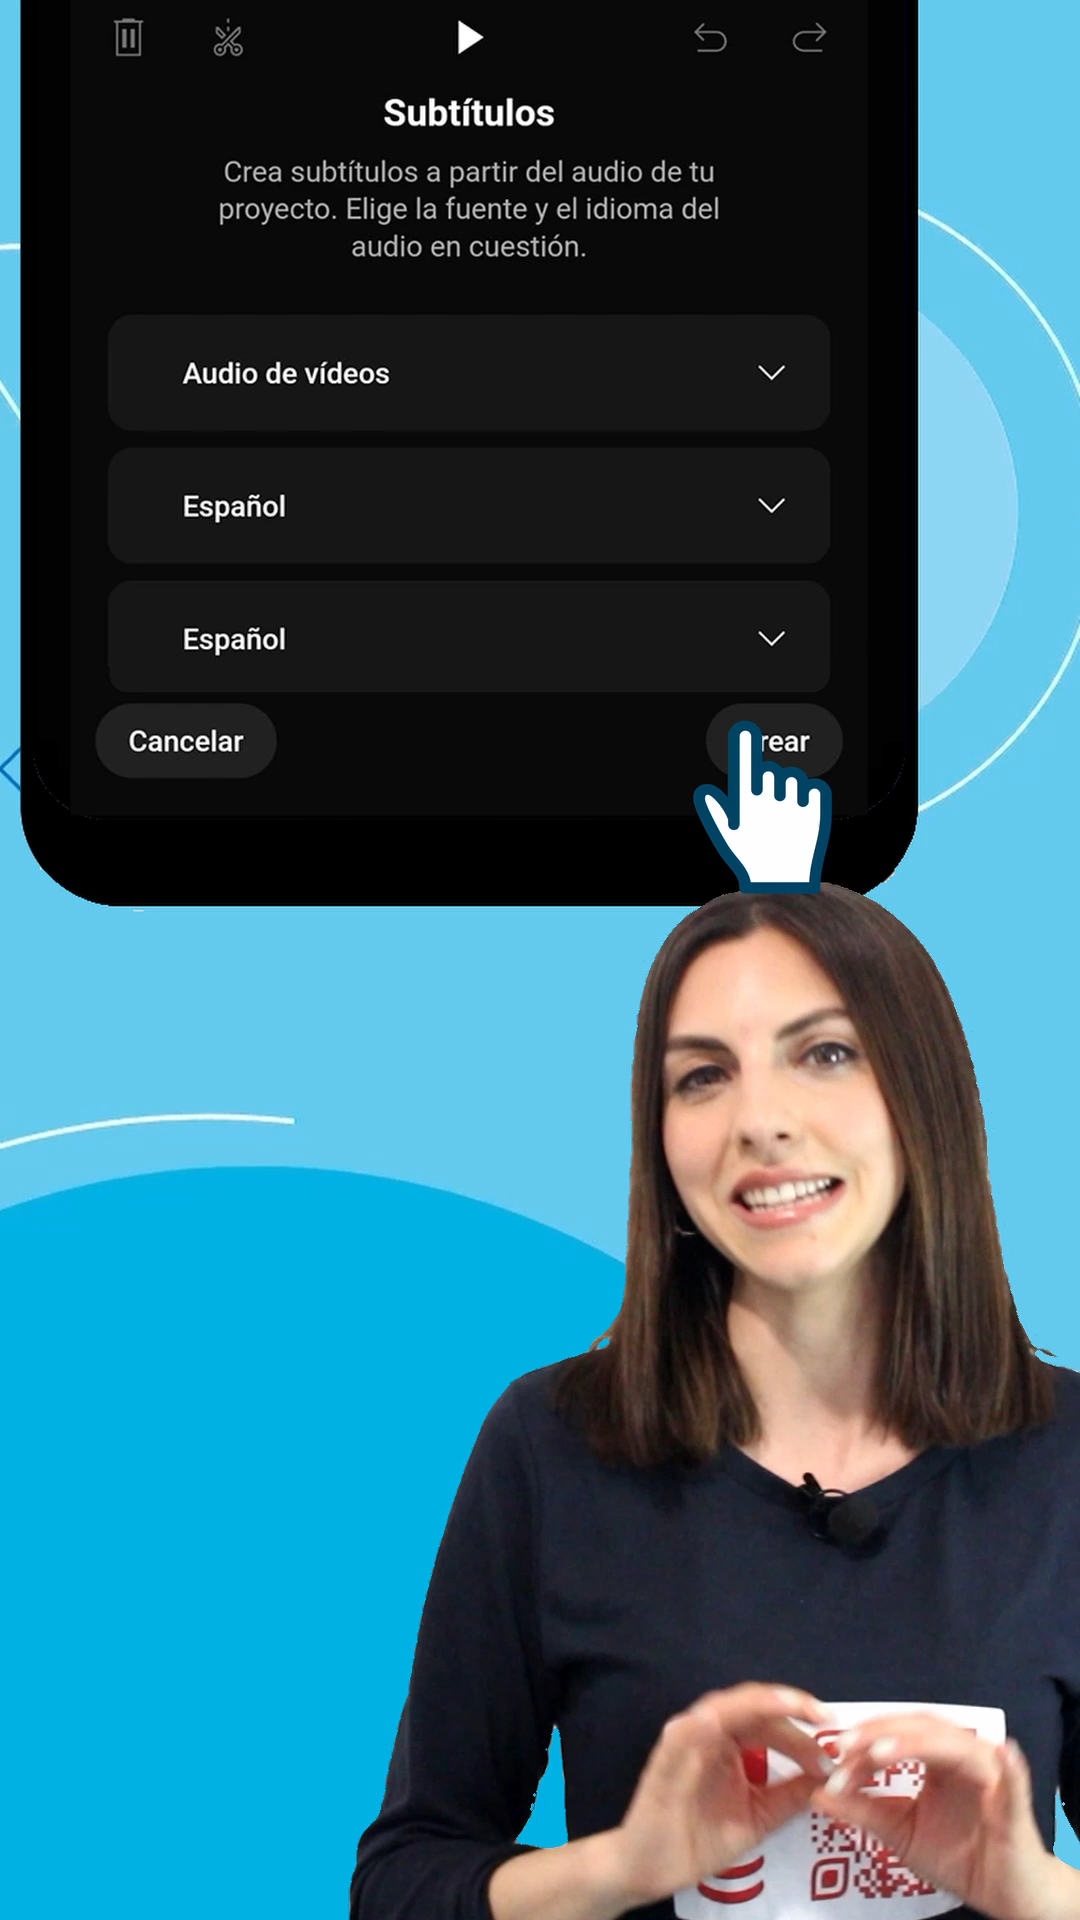 Subtítulos
Crea subtítulos a partir del audio de tu
proyecto. Elige la fuente y el idioma del
audio en cuestión.
Audio de vídeos
Español
Español
Cancelar
rear